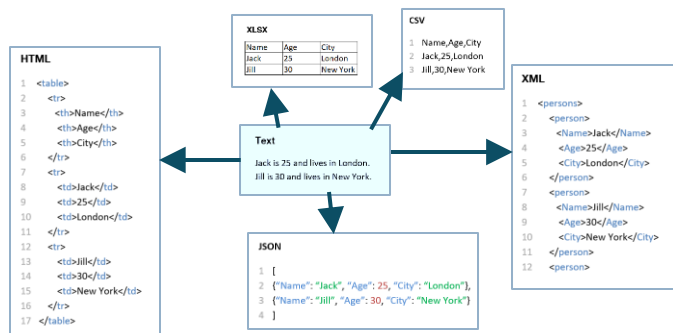 HTML
1 <table>
2 <tr>
3 <th>Name</th>
4 <th>Age</th>
5 <th>City</th>
6 </tr>
7 <tr>
8 <td>Jack</td>
9 <td>25</td>
10 <td>London</td>
11 </tr>
12 <tr>
13 <td>Jill</td>
14 <td>30</td>
15 <td>New York</td>
16 </tr>
17 </table>
XLSX
Name Age City
Jack 25 London
Jill 30 New York
CSV
1 Name,Age,City
2 Jack,25,London
3 Jill,30,New York
Text
Jack is 25 and lives in London.
Jill is 30 and lives in New York.
JSON
1 [
2 {“Name”: “Jack”, “Age”: 25, “City”: “London”},
3 {“Name”: “Jill”, “Age”: 30, “City”: “New York”}
4 ]
XML
1 <persons>
2 <person>
3 <Name>Jack</Name>
4 <Age>25</Age>
5 <City>London</City>
6 </person>
7 <person>
8 <Name>Jill</Name>
9 <Age>30</Age>
10 <City>New York</City>
11 </person>
12 <person>